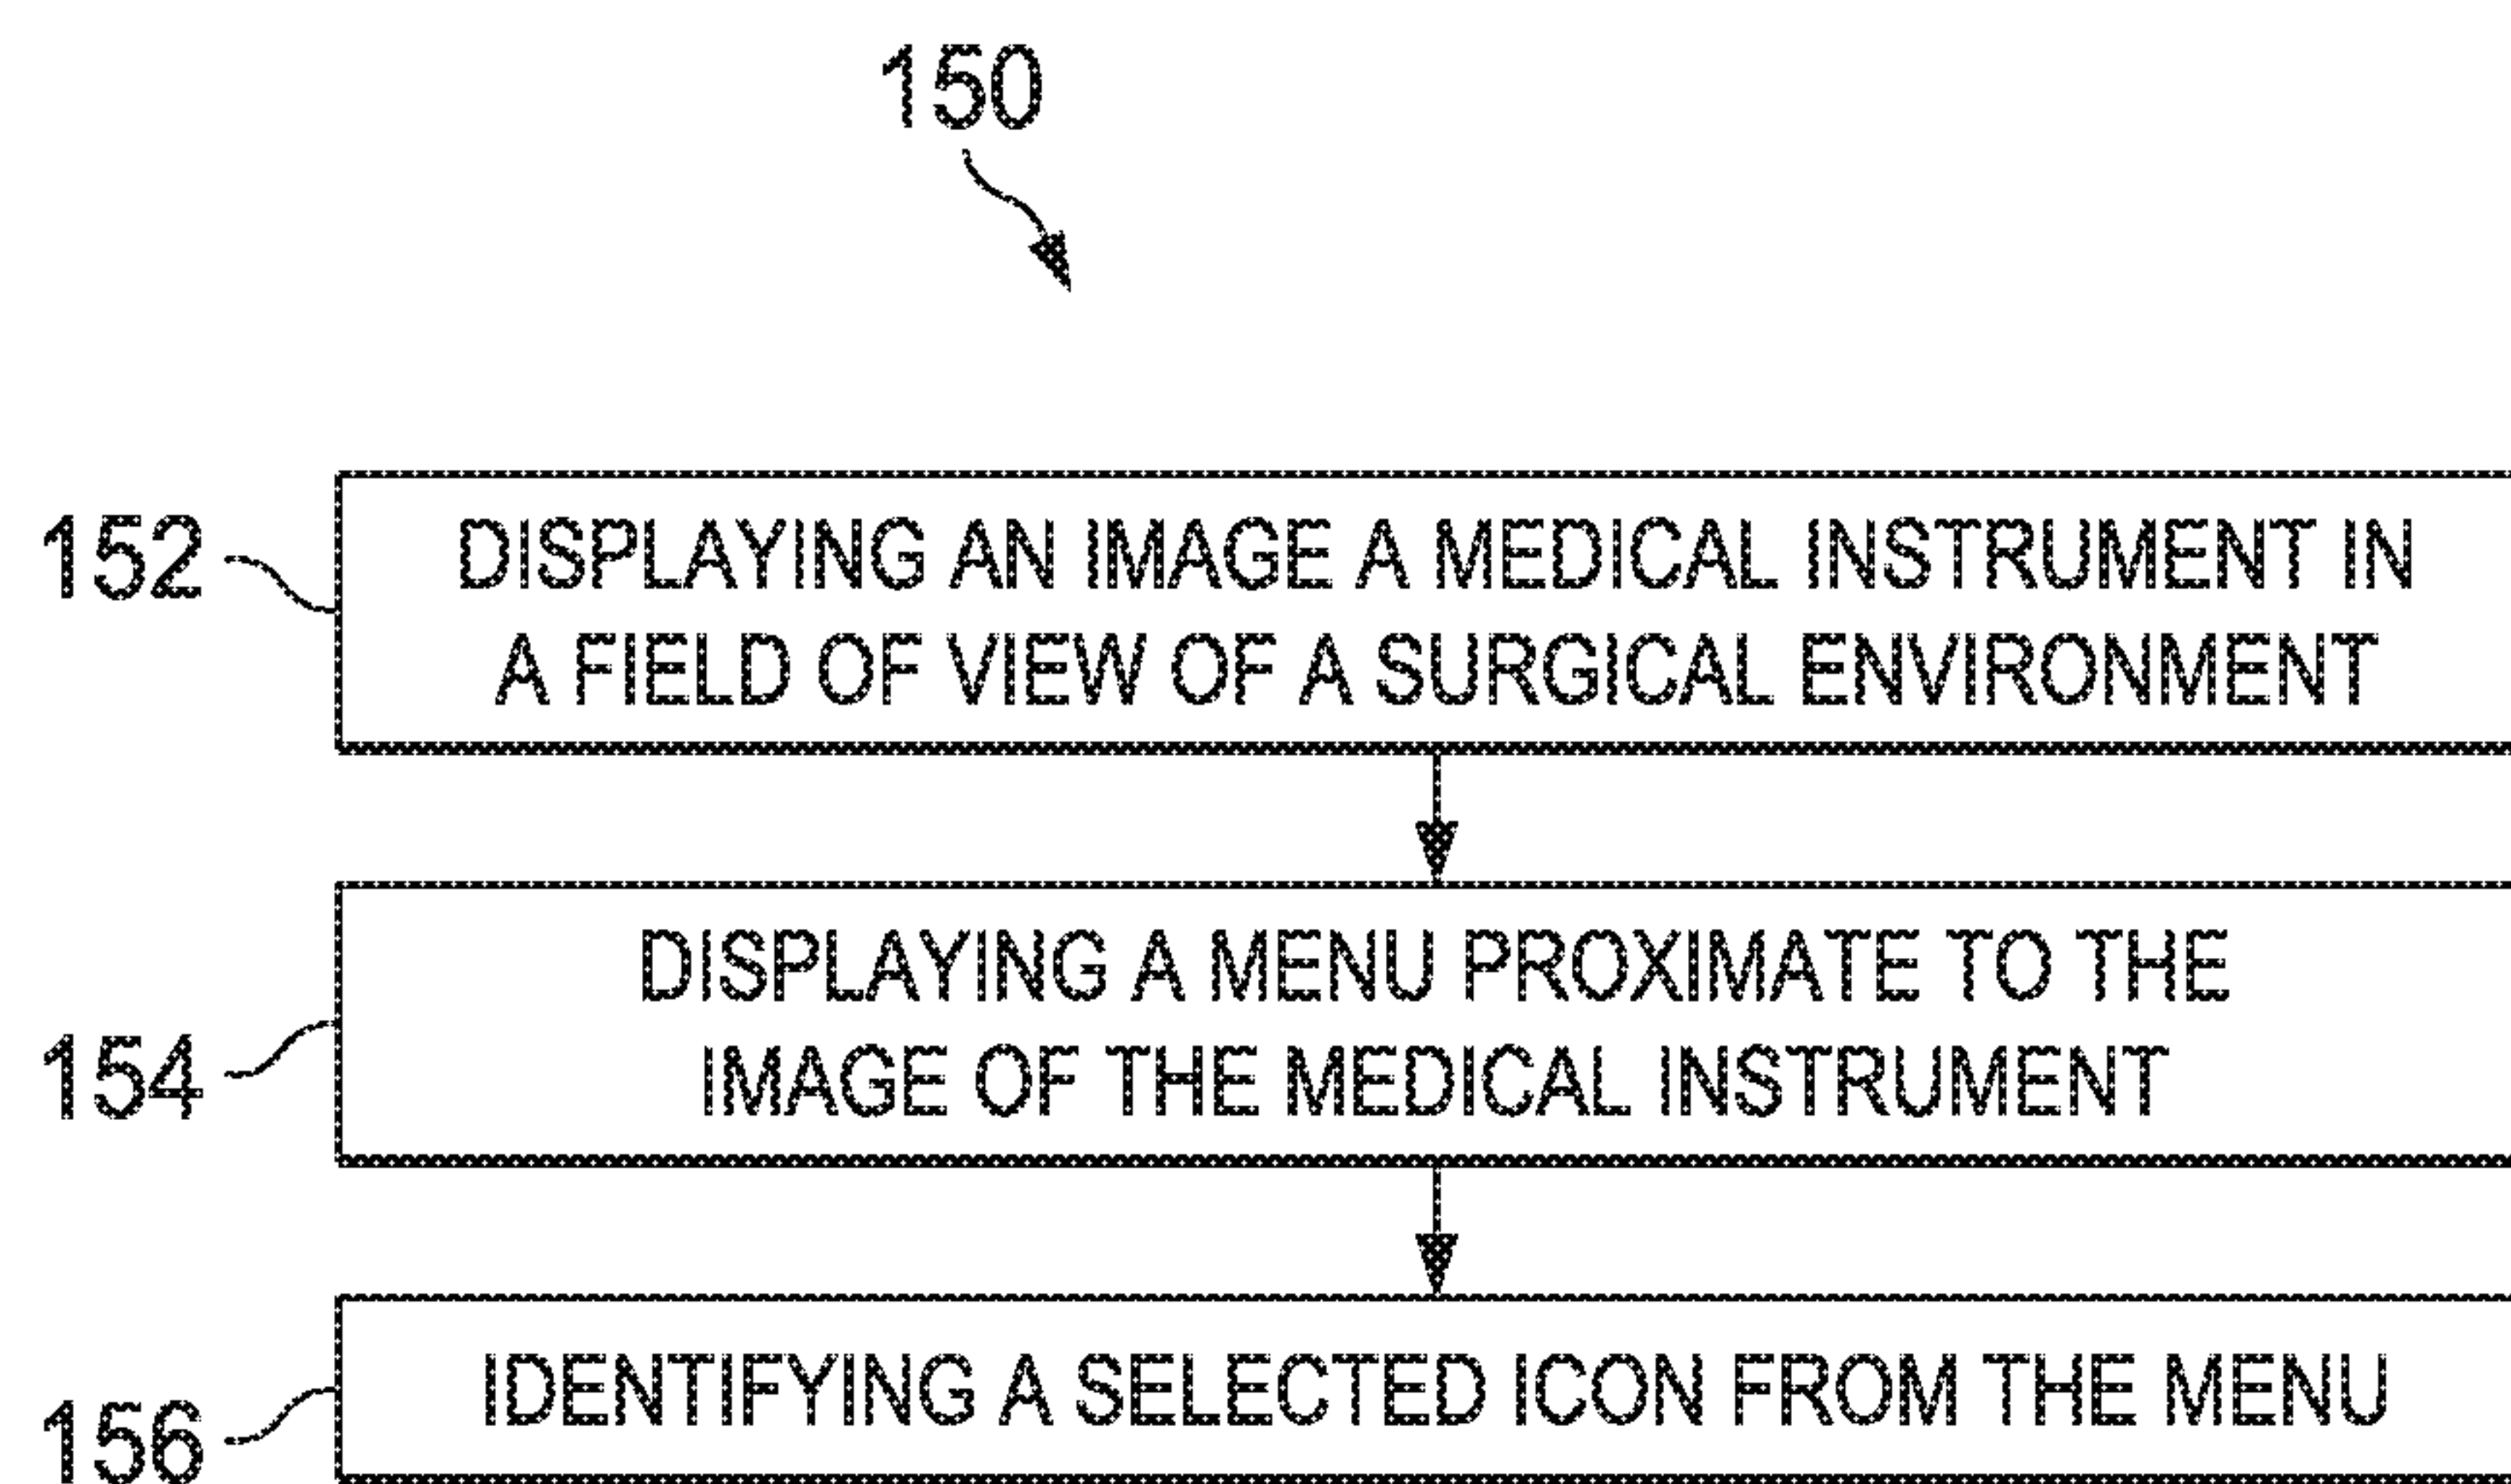 150
152
DISPLAYING AN IMAGE A MEDICAL INSTRUMENT IN
A FIELD OF VIEW OF A SURGICAL ENVIRONMENT
154
DISPLAYING A MENU PROXIMATE TO THE
IMAGE OF THE MEDICAL INSTRUMENT
156
IDENTIFYING A SELECTED ICON FROM THE MENU